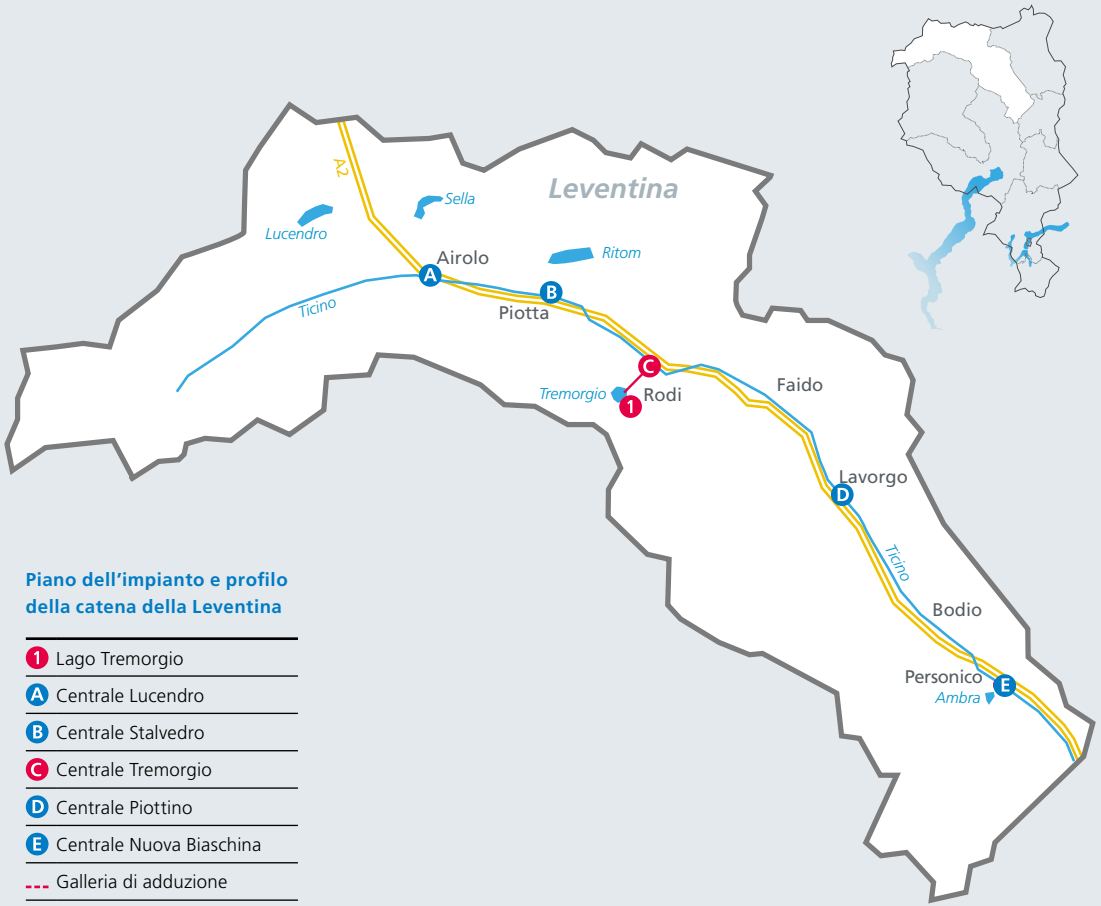 A2
Leventina
Sella
Lucendro
Airolo
Ritom
A
B
Ticino
Piotta
C
Faido
Tremorgio
Rodi
1
Lavorgo
D
Ticino
Bodio
Personico
E
Ambra
Piano dell'impianto e profilo
della catena della Leventina
1 Lago Tremorgio
A Centrale Lucendro
B Centrale Stalvedro
C Centrale Tremorgio
D Centrale Piottino
E Centrale Nuova Biaschina
Galleria di adduzione